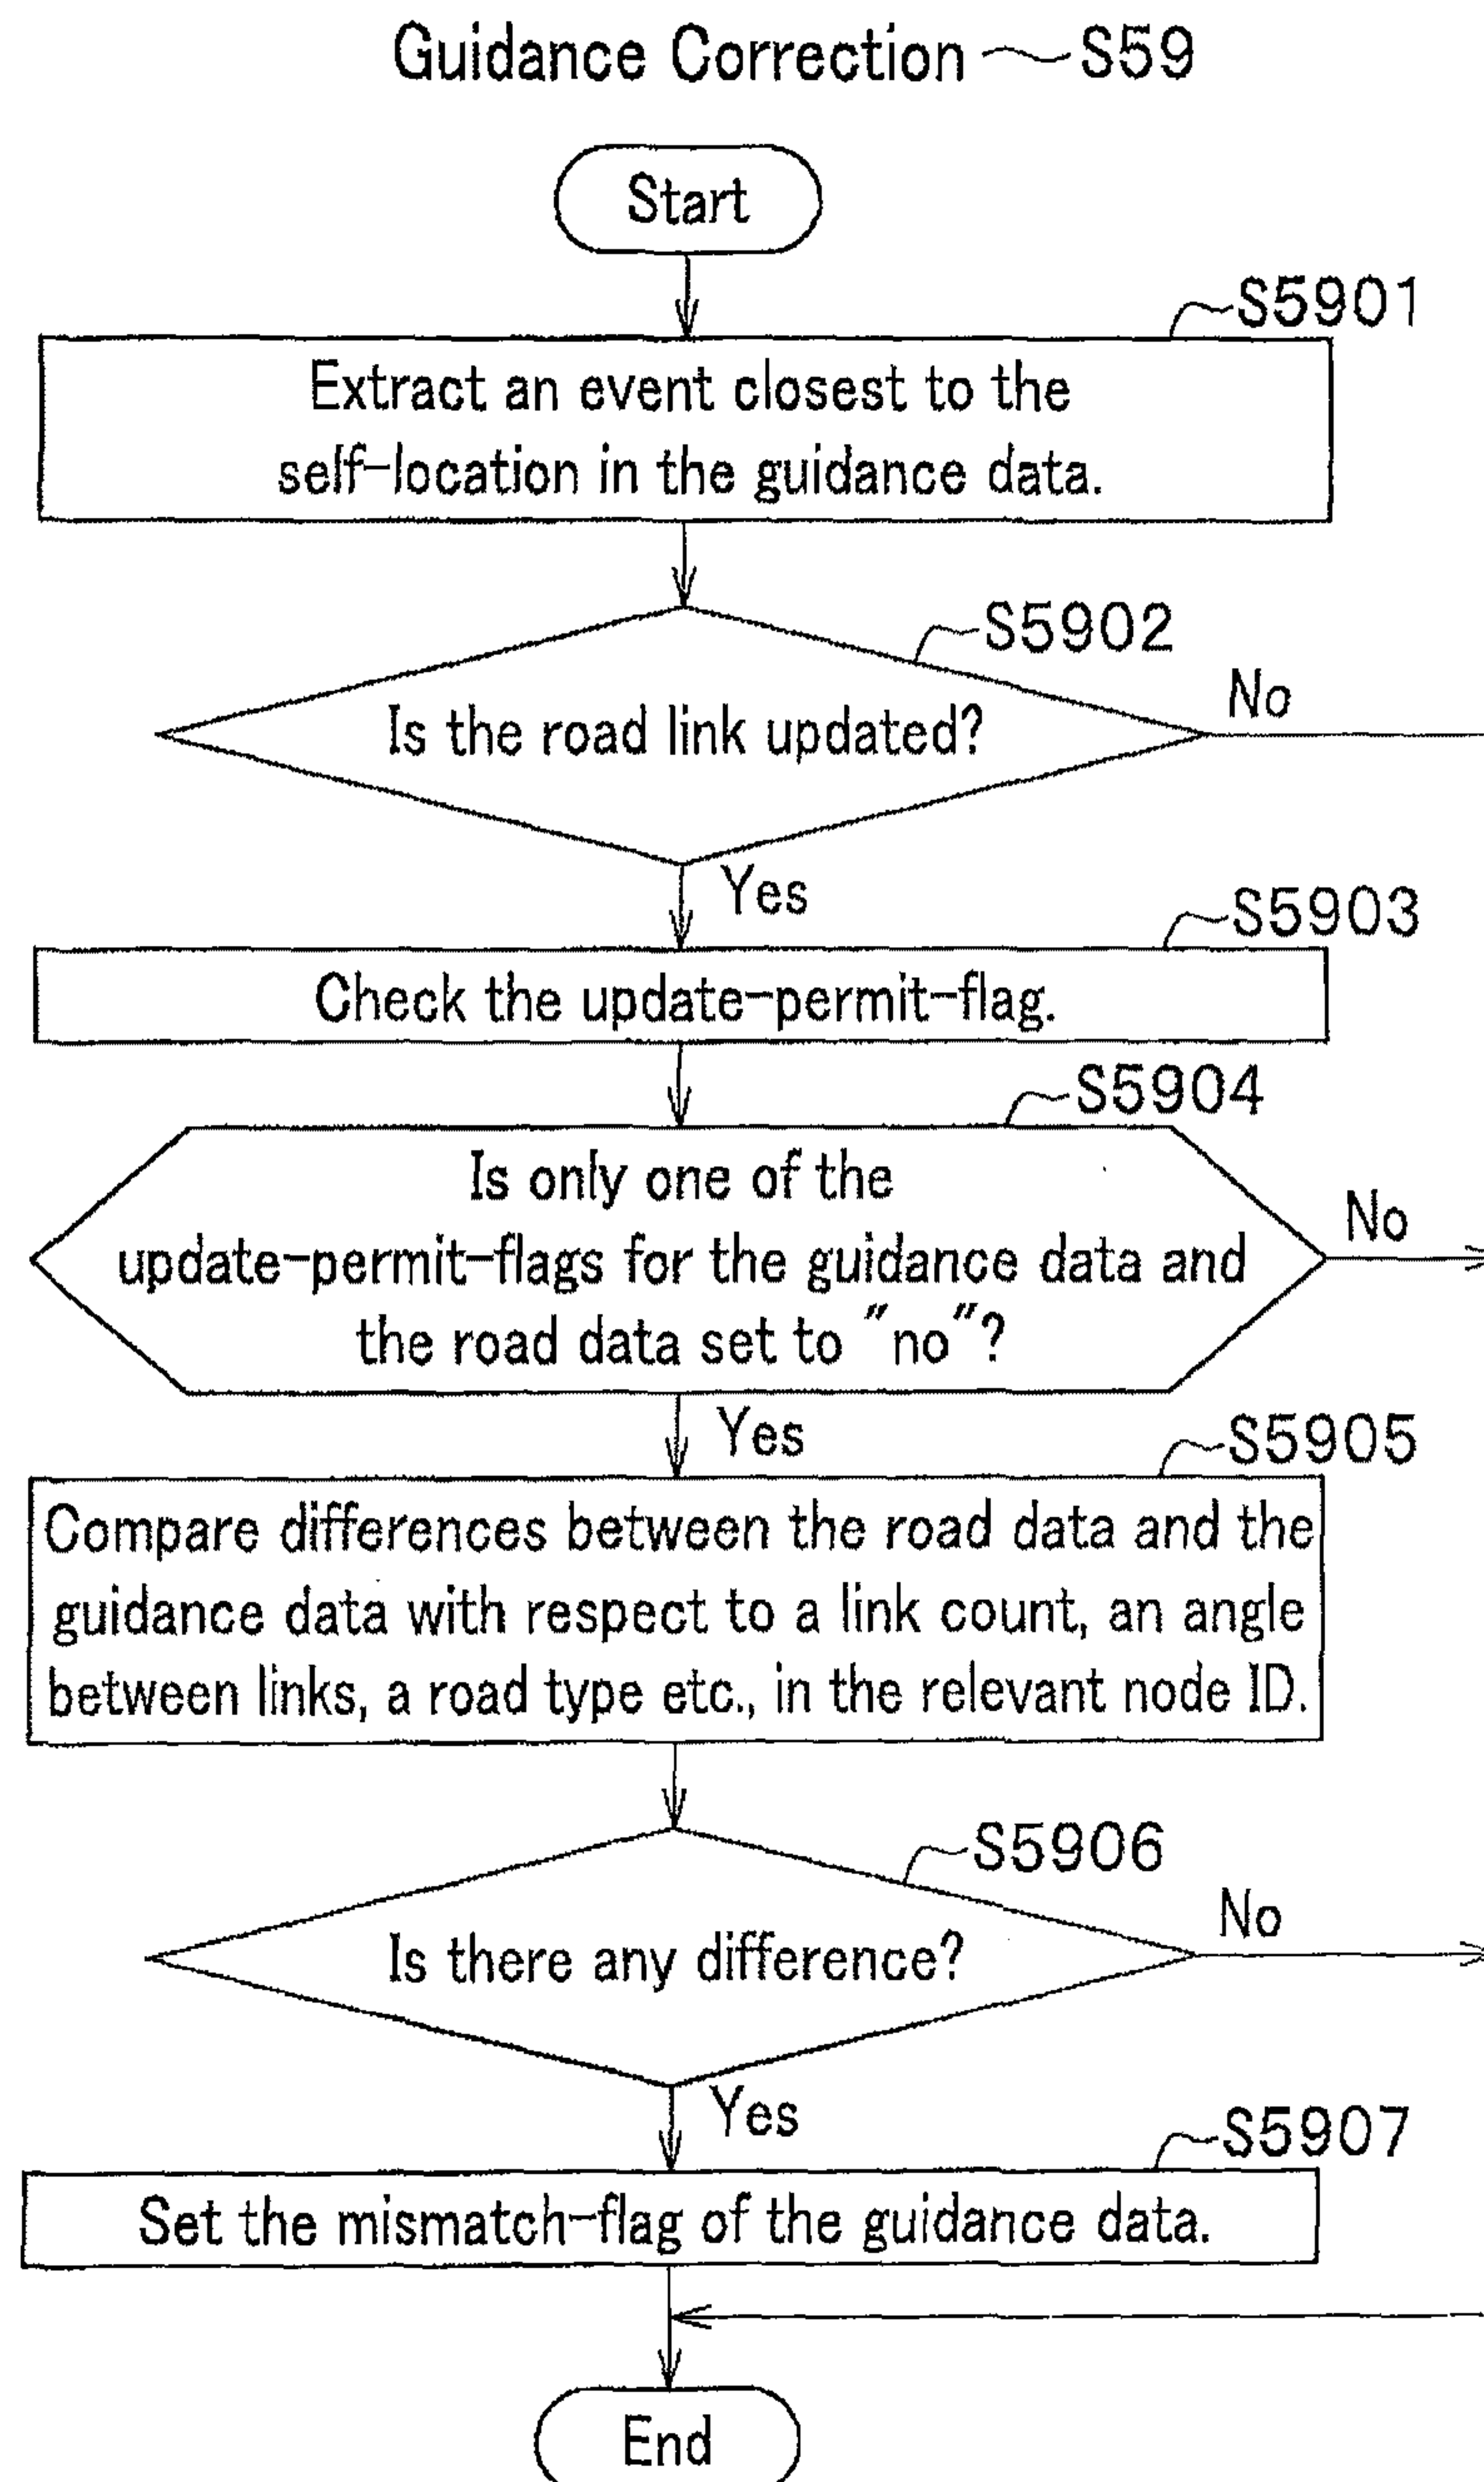 Guidance Correction S59
Start
S5901
Extract an event closest to the
self-location in the guidance data.
S5902
Is the road link updated?
No
Yes
S5903
Check the update-permit-flag.
S5904
Is only one of the
update-permit-flags for the guidance data and
the road data set to "no"?
No
Yes
S5905
Compare differences between the road data and the
guidance data with respect to a link count, an angle
between links, a road type etc., in the relevant node ID.
S5906
Is there any difference?
No
Yes
S5907
Set the mismatch-flag of the guidance data.
End